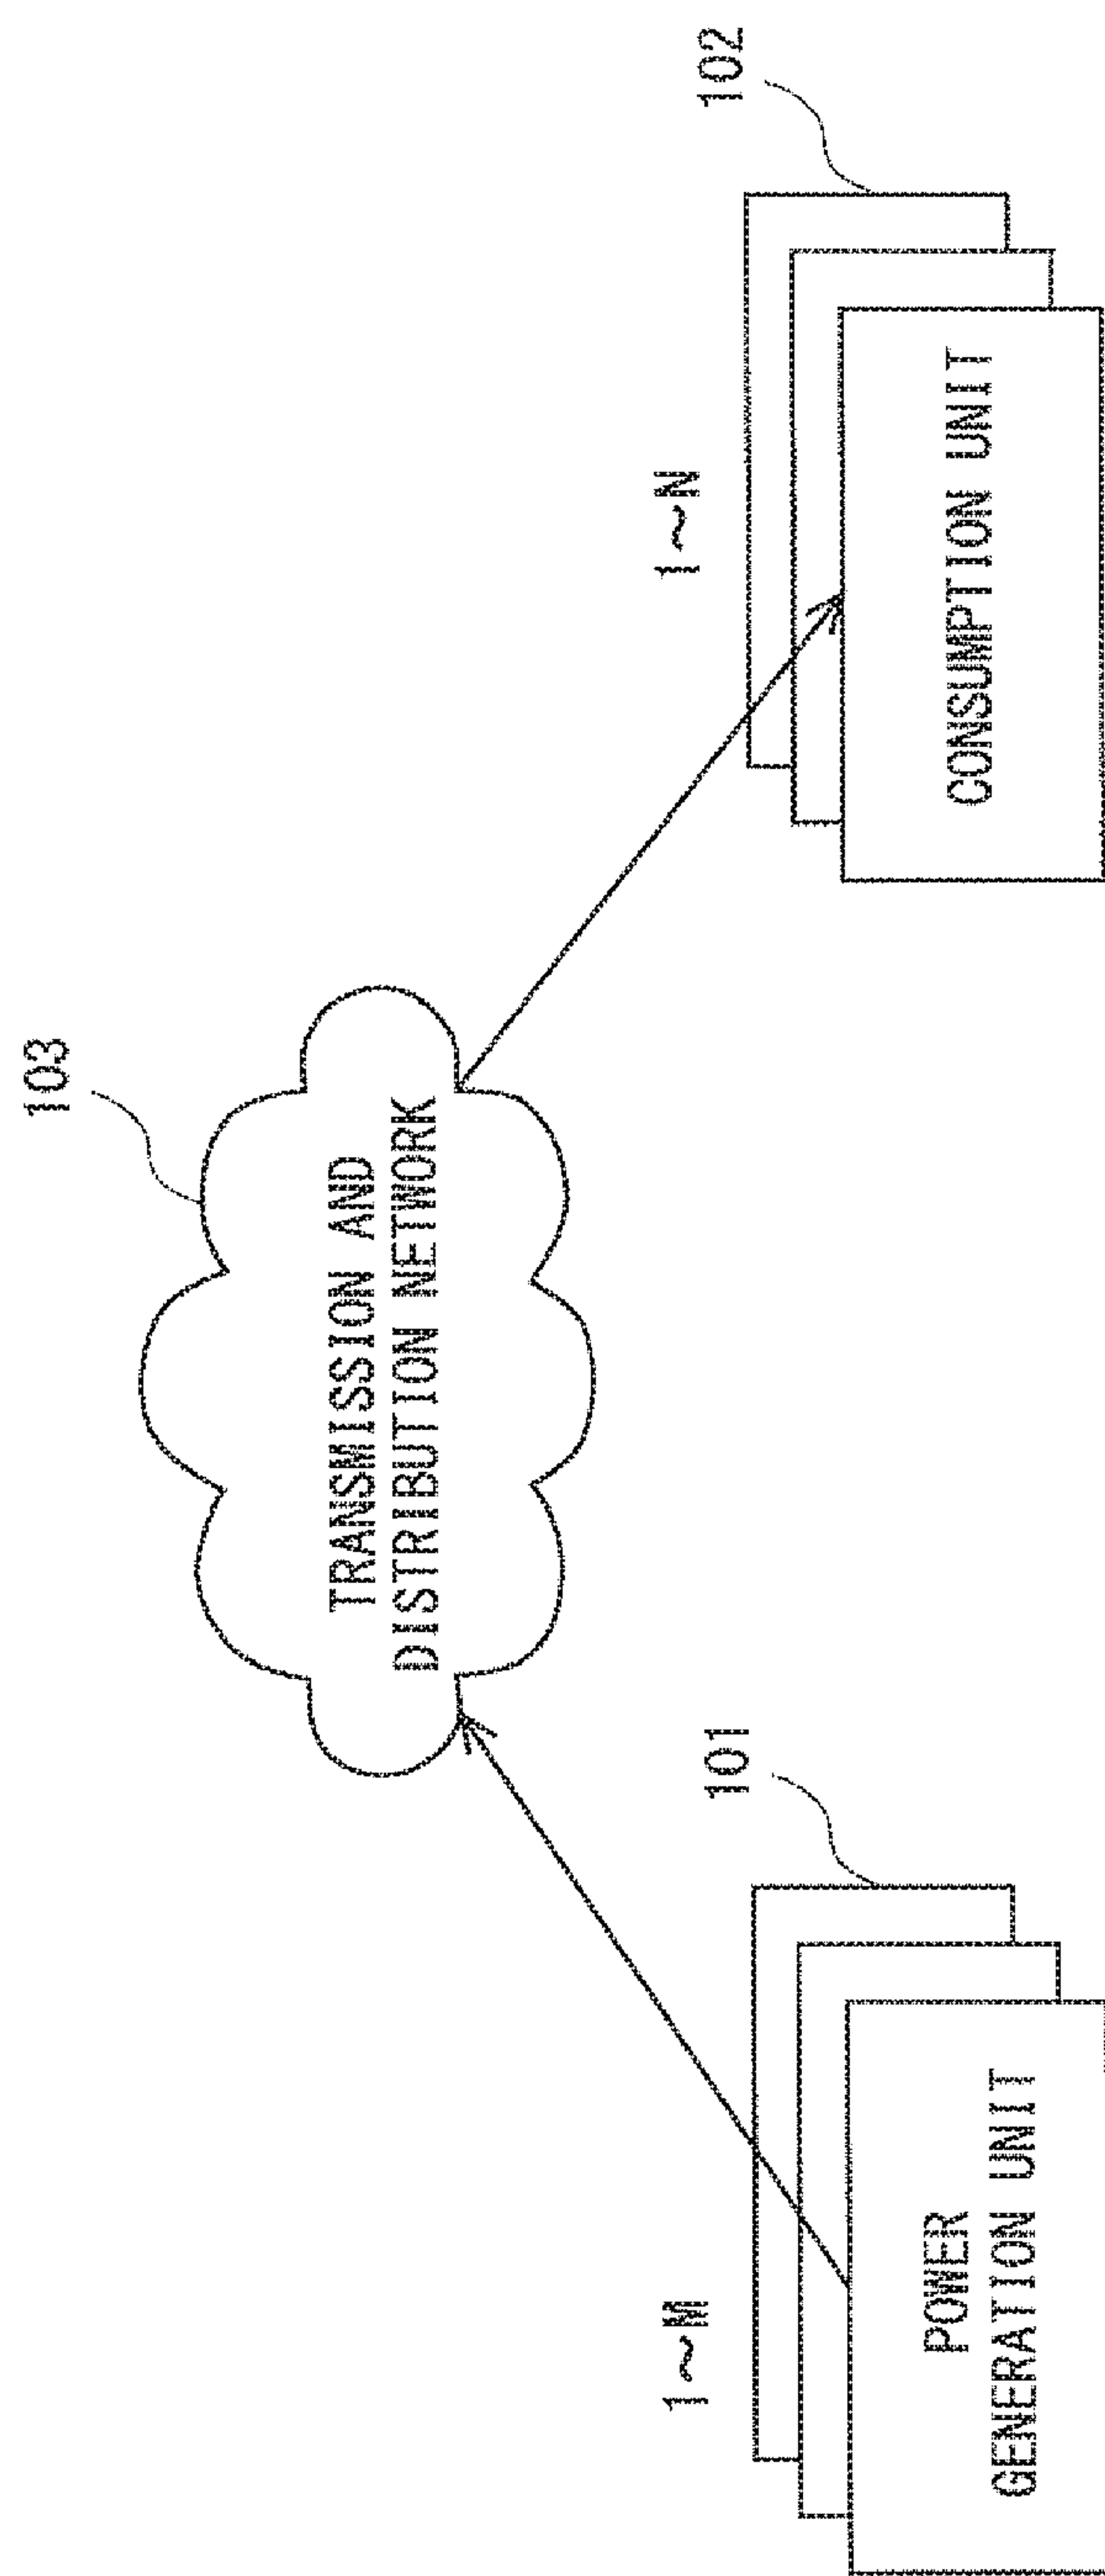 103
TRANSMISSION AND
DISTRIBUTION NETWORK
101
102
1~M
1~N
POWER
GENERATION UNIT
CONSUMPTION UNIT